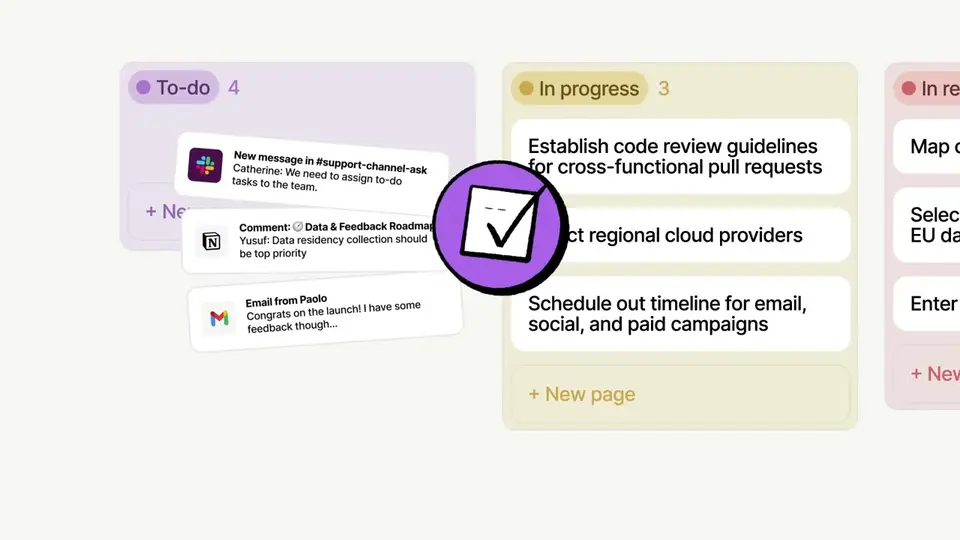 To-do 4
+ Ne
New message in #support-channel-ask
Catherine: We need to assign to-do
tasks to the team.
Comment: Data & Feedback Roadmap
Yusuf: Data residency collection should
be top priority
Email from Paolo
Congrats on the launch! I have some
feedback though...
In progress 3
Establish code review guidelines
for cross-functional pull requests
ct regional cloud providers
Schedule out timeline for email,
social, and paid campaigns
+ New page
In re
Map
Selec
EU da
Enter
+ New